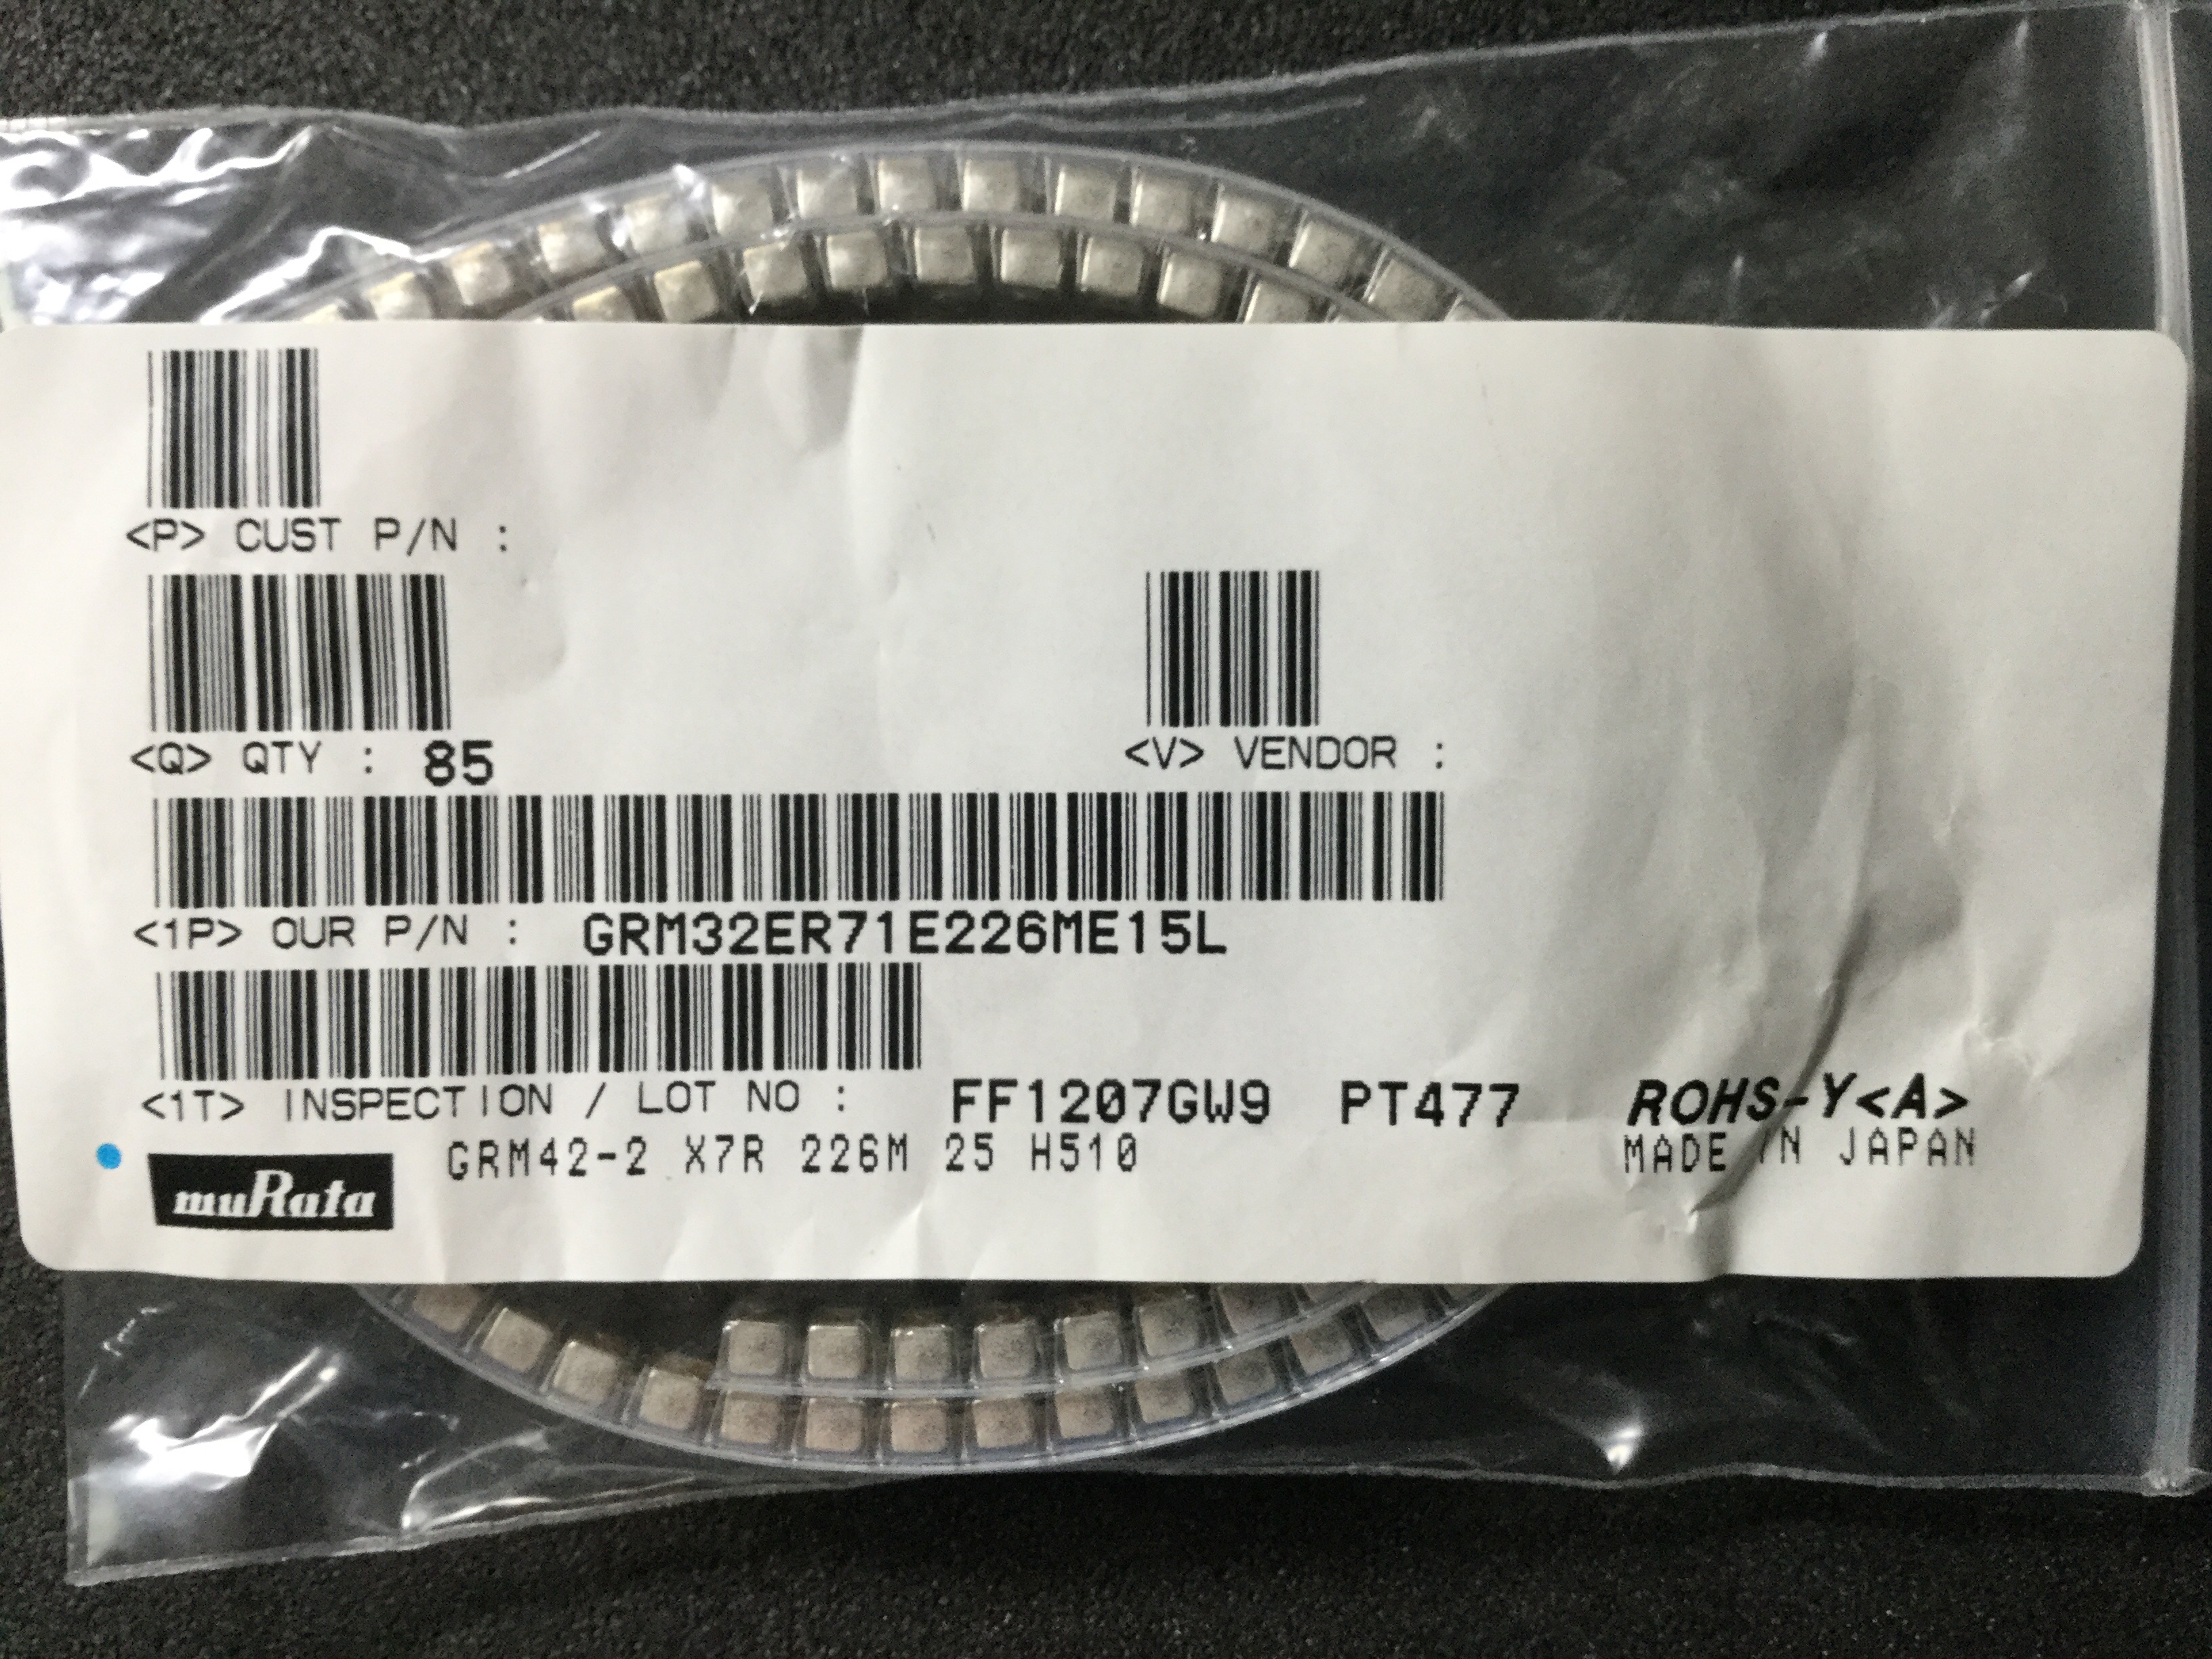 <P> CUST P/N :
<Q> QTY : 85
<V> VENDOR :
<1P> OUR P/N : GRM32ER71E226ME15L
<1T> INSPECTION / LOT NO : FF1207GW9 PT477 ROHS-Y<A>
GRM42-2 X7R 226M 25 H510 MADE IN JAPAN
muRata